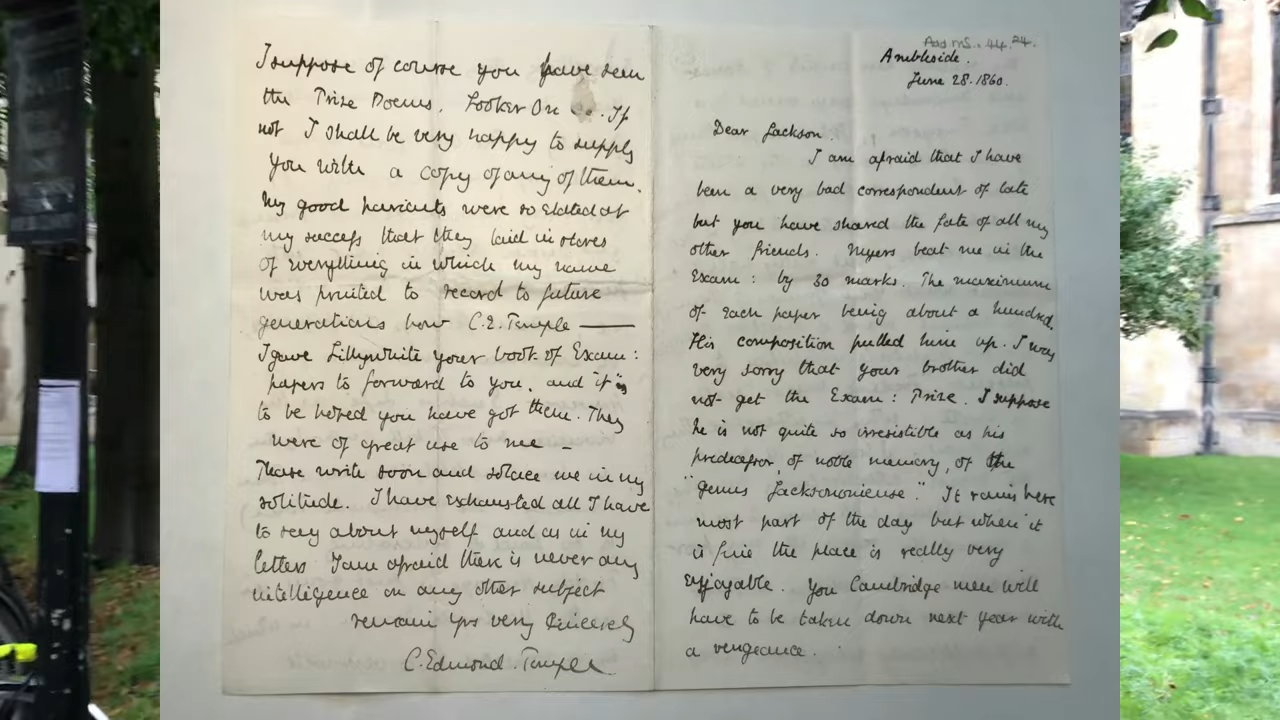 Add MS. 44 24.
Ambleside.
June 28. 1860.
Dear Jackson.
I am afraid that I have
been a very bad correspondent of late
but you have shared the fate of all my
other friends. Myers beat me in the
Exam: by 30 marks. The maximum
of each paper being about a hundred.
His composition pulled him up. I was
very sorry that your brother did
not get the Exam: Prize. I suppose
he is not quite so irresistible as his
predecessor, of noble memory, of the
"genus Jacksononieuse." It rains here
most part of the day but when it
is fine the place is really very
enjoyable. You Cambridge men will
have to be taken down next year with
a vengeance.
I suppose of course you have seen
the Prize Poems. Looker On. If
not I shall be very happy to supply
you with a copy of any of them.
My good parients were so elated at
my success that they laid in stores
of everything in which my name
was printed to record to future
generations how C.E. Temple ———
I gave Lillywhite your book of Exam:
papers to forward to you. and it is
to be hoped you have got them. They
were of great use to me –
Please write soon and solace me in my
solitude. I have exhausted all I have
to say about myself and as in my
letters I am afraid there is never any
intelligence on any other subject
remain yrs very sincerely
C. Edmond. Temple